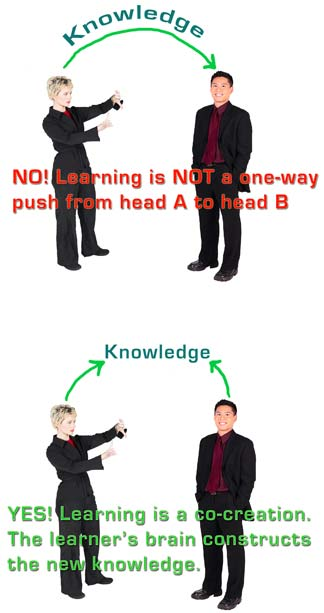 Knowledge
NO! Learning is NOT a one-way
push from head A to head B
Knowledge
YES! Learning is a co-creation.
The learner's brain constructs
the new knowledge.